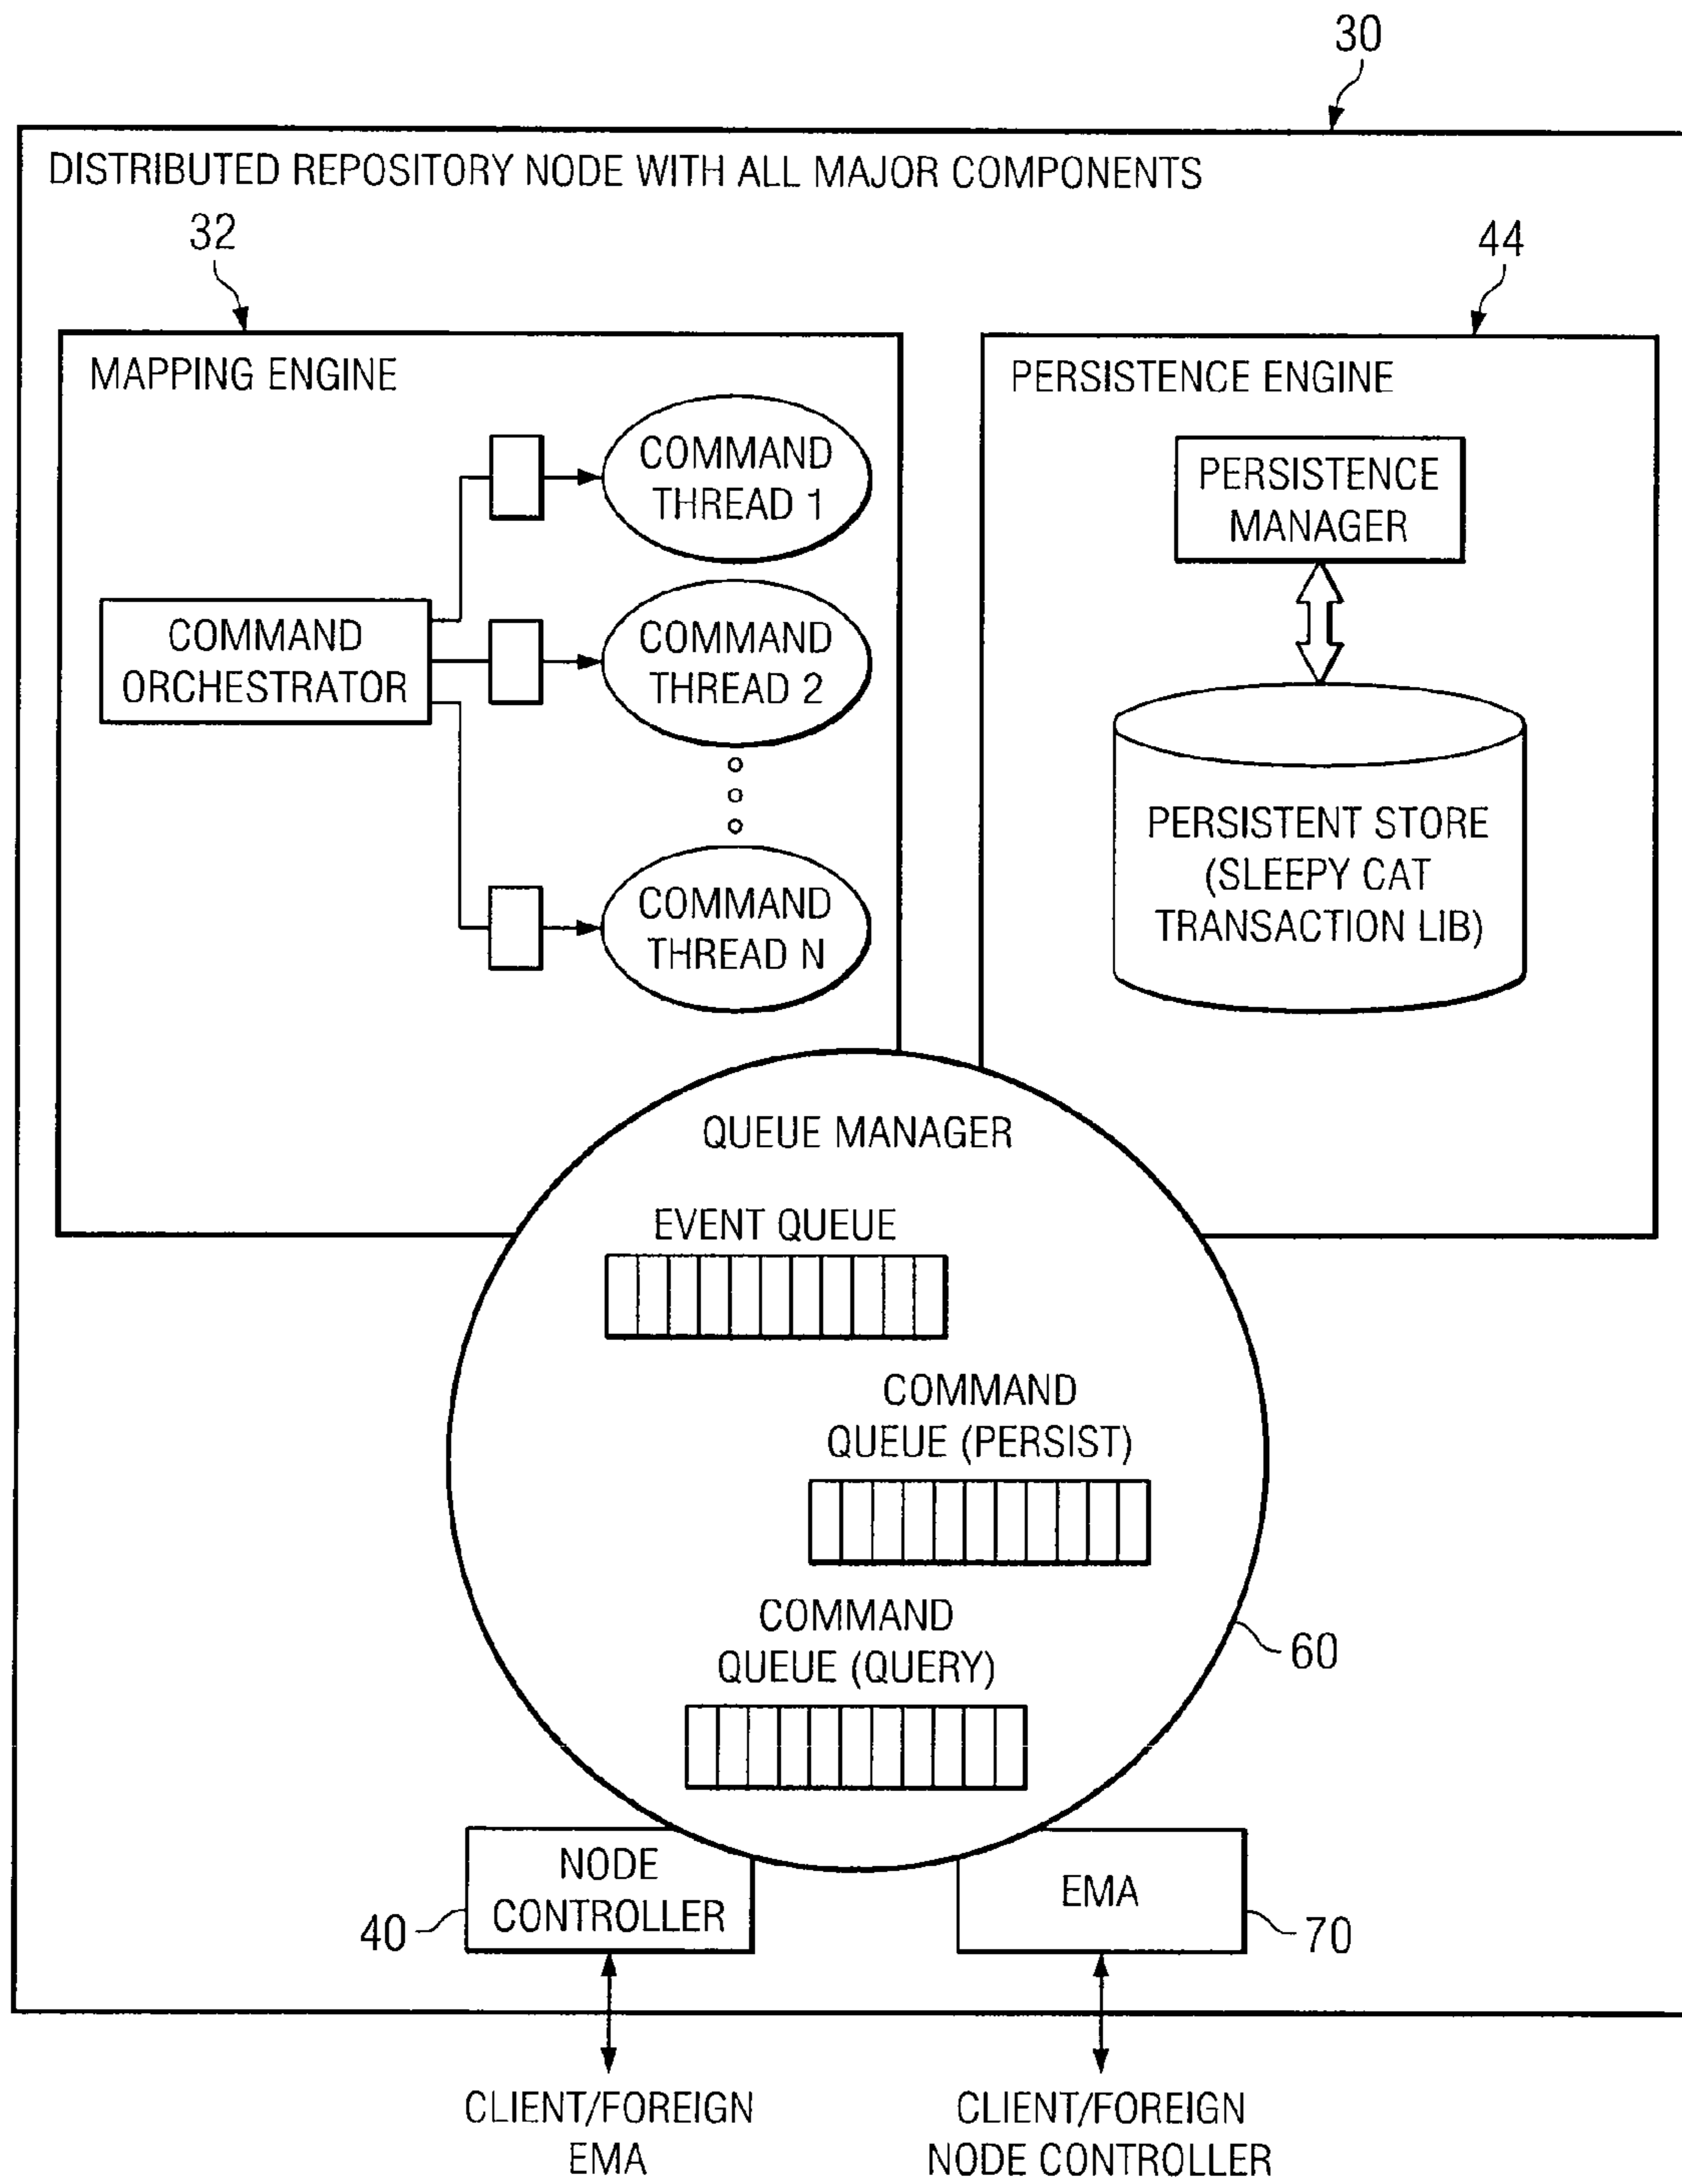 30
DISTRIBUTED REPOSITORY NODE WITH ALL MAJOR COMPONENTS
32
44
MAPPING ENGINE
COMMAND
THREAD 1
COMMAND
ORCHESTRATOR
COMMAND
THREAD 2
COMMAND
THREAD N
PERSISTENCE ENGINE
PERSISTENCE
MANAGER
PERSISTENT STORE
(SLEEPY CAT
TRANSACTION LIB)
QUEUE MANAGER
EVENT QUEUE
COMMAND
QUEUE (PERSIST)
COMMAND
QUEUE (QUERY)
60
NODE
CONTROLLER
40
EMA
70
CLIENT/FOREIGN
EMA
CLIENT/FOREIGN
NODE CONTROLLER